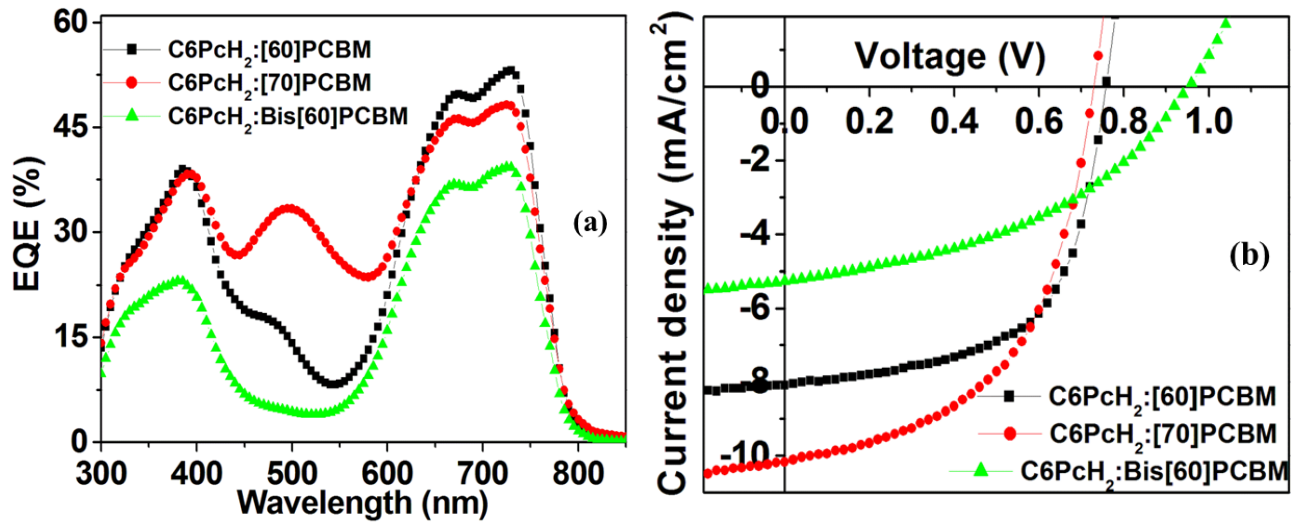 60
45
30
15
0
EQE (%)
C6PcH₂:[60]PCBM
C6PcH₂:[70]PCBM
C6PcH₂:Bis[60]PCBM
(a)
300 400 500 600 700 800
Wavelength (nm)
Current density (mA/cm²)
Voltage (V)
0
0.0 0.2 0.4 0.6 0.8 1.0
-2
-4
-6
-8
-10
(b)
C6PcH₂:[60]PCBM
C6PcH₂:[70]PCBM
C6PcH₂:Bis[60]PCBM